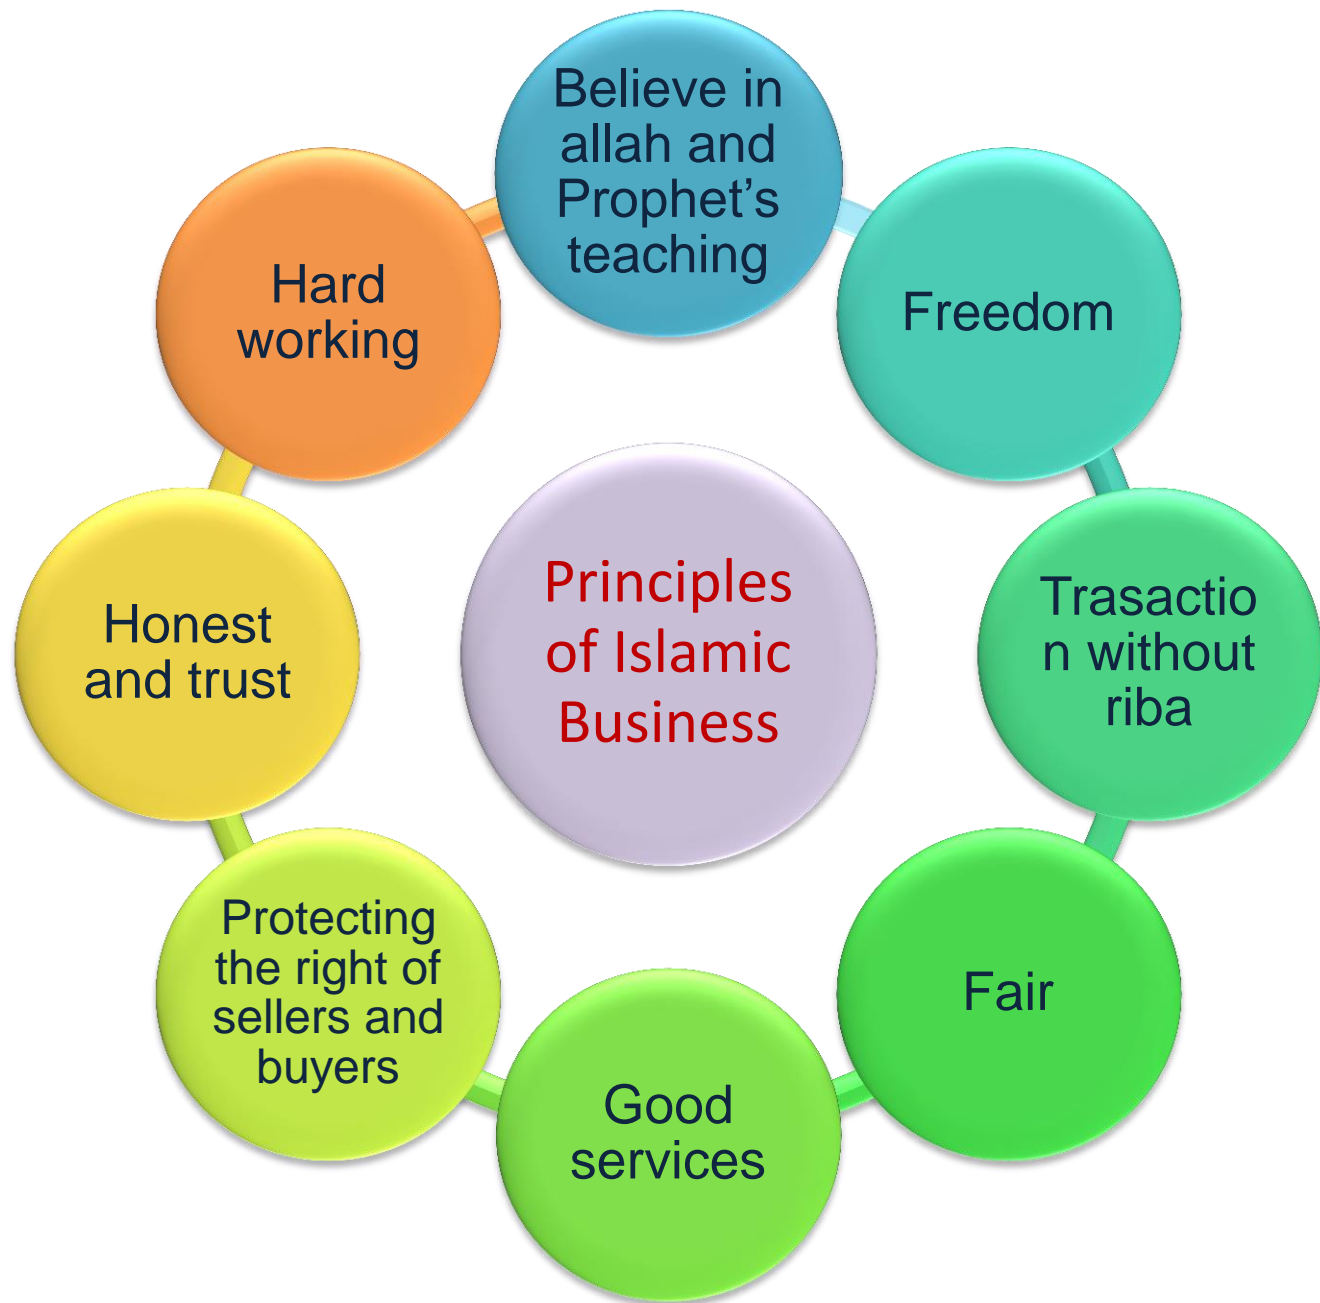 Believe in
allah and
Prophet’s
teaching
Freedom
Trasactio
n without
riba
Fair
Good
services
Protecting
the right of
sellers and
buyers
Honest
and trust
Hard
working
Principles
of Islamic
Business